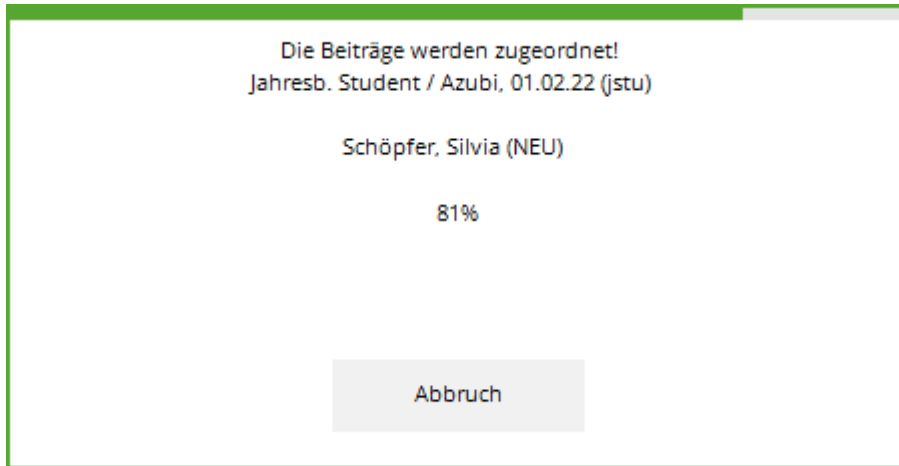 Die Beiträge werden zugeordnet!
Jahresb. Student / Azubi, 01.02.22 (jstu)
Schöpfer, Silvia (NEU)
81%
Abbruch